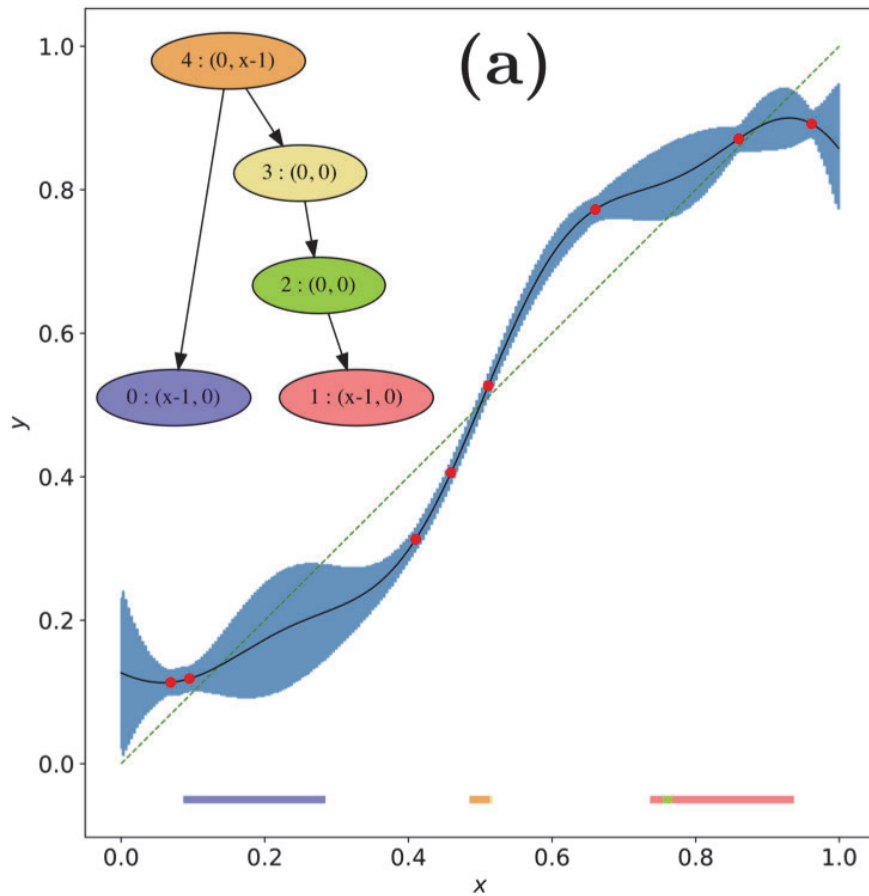 (a)
4 : (0, x-1)
3 : (0, 0)
2 : (0, 0)
0 : (x-1, 0)
1 : (x-1, 0)
y
1.0
0.8
0.6
0.4
0.2
0.0
0.0 0.2 0.4 0.6 0.8 1.0
x